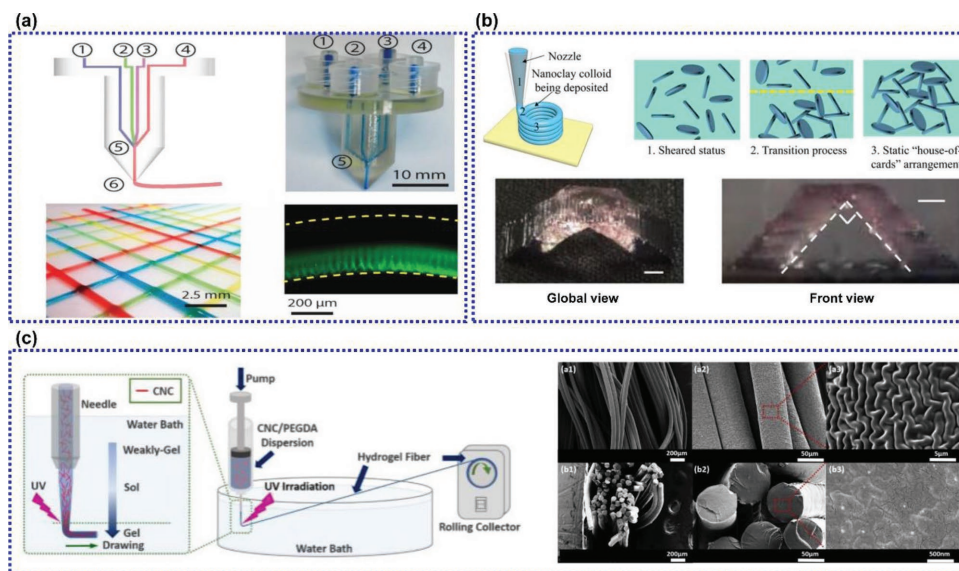 (a)
① ② ③ ④
⑤
⑥
① ② ③ ④
⑤
10 mm
2.5 mm
200 µm
(b)
Nozzle
Nanoclay colloid
being deposited
1
2
3
1. Sheared status
2. Transition process
3. Static "house-of-
cards" arrangement
Global view
Front view
(c)
CNC
Needle
Water Bath
Weakly-Gel
UV
Sol
Gel
Drawing
Pump
CNC/PEGDA
Dispersion
Hydrogel Fiber
UV Irradiation
Rolling Collector
Water Bath
(a1)
200µm
(a2)
50µm
(a3)
5µm
(b1)
200µm
(b2)
50µm
(b3)
500nm